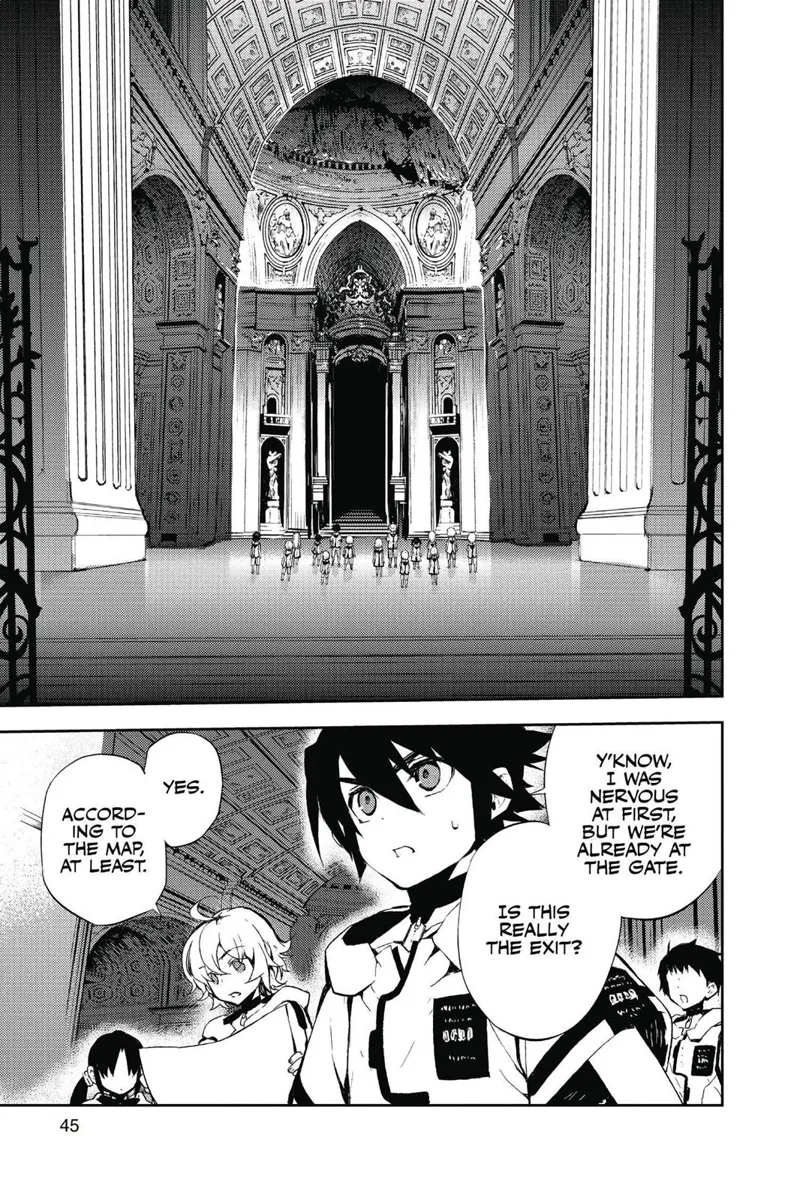 Y'KNOW,
I WAS
NERVOUS
AT FIRST,
BUT WE'RE
ALREADY AT
THE GATE.
IS THIS
REALLY
THE EXIT?
YES.
ACCORD-
ING TO
THE MAP,
AT LEAST.
45